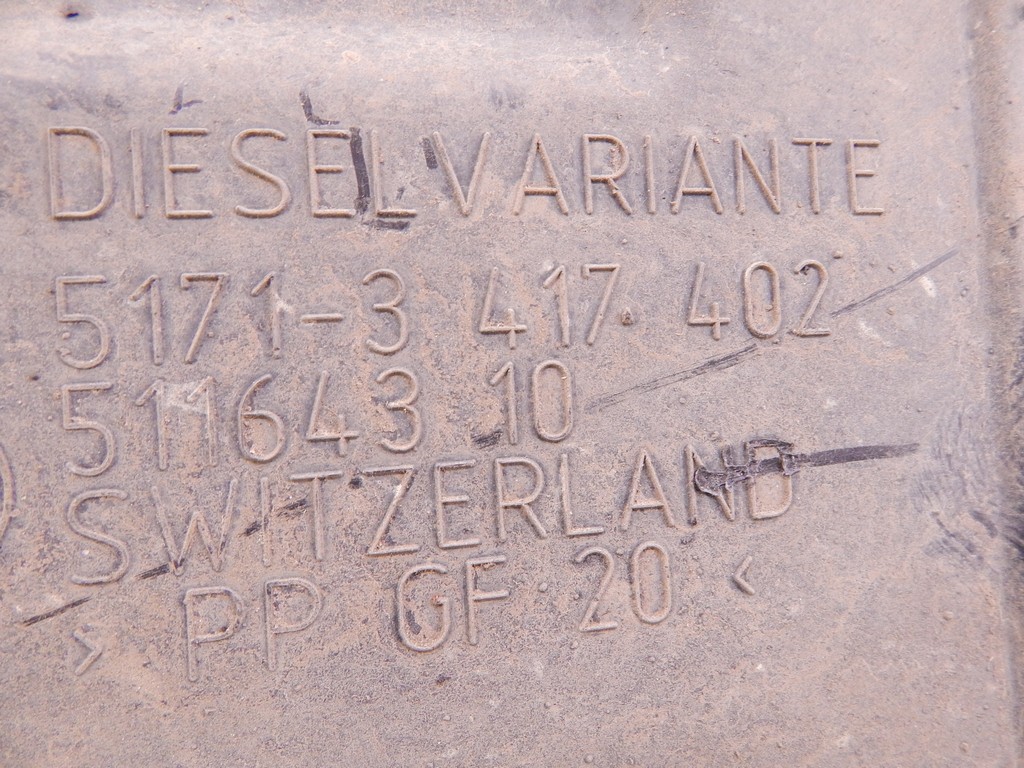 DIESELVARIANTE
5171-3 417 402
511643 10
SWITZERLAND
> PP GF 20 <